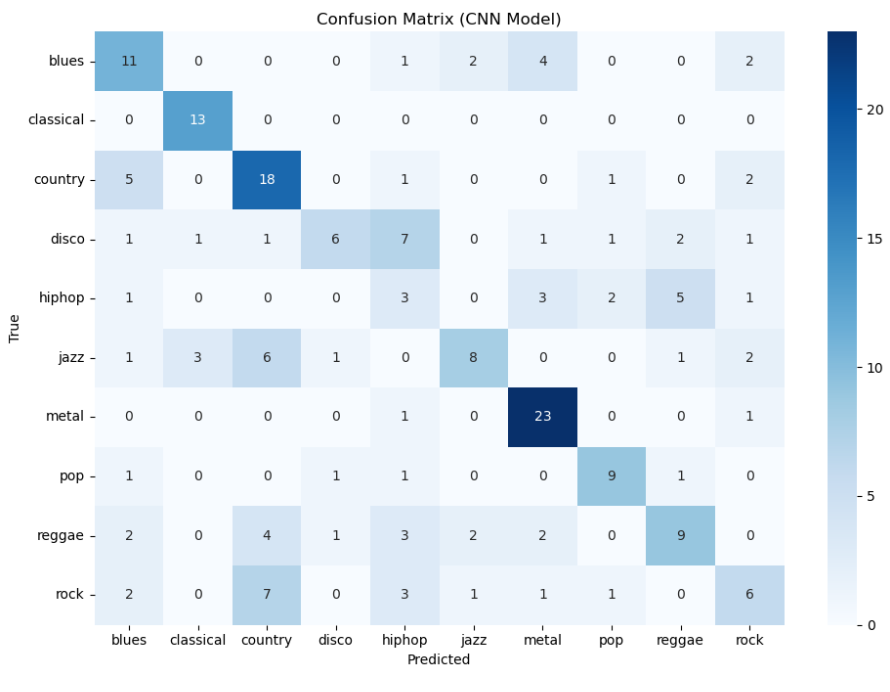 Confusion Matrix (CNN Model)
blues 11 0 0 0 1 2 4 0 0 2
classical 0 13 0 0 0 0 0 0 0 0
country 5 0 18 0 1 0 0 1 0 2
disco 1 1 1 6 7 0 1 1 2 1
hiphop 1 0 0 0 3 0 3 2 5 1
jazz 1 3 6 1 0 8 0 0 1 2
metal 0 0 0 0 1 0 23 0 0 1
pop 1 0 0 1 1 0 0 9 1 0
reggae 2 0 4 1 3 2 2 0 9 0
rock 2 0 7 0 3 1 1 1 0 6
blues classical country disco hiphop jazz metal pop reggae rock
Predicted
True
20
15
10
5
0